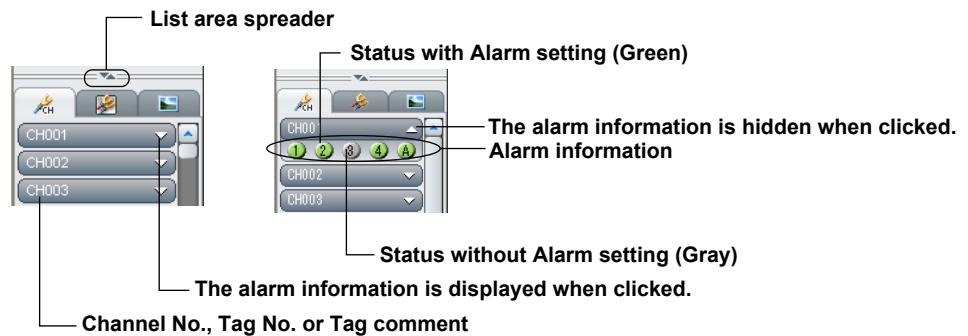 List area spreader
Status with Alarm setting (Green)
CH
CH
CH001
CH002
CH003
CH00
1 2 3 4 A
CH002
CH003
The alarm information is hidden when clicked.
Alarm information
Status without Alarm setting (Gray)
The alarm information is displayed when clicked.
Channel No., Tag No. or Tag comment